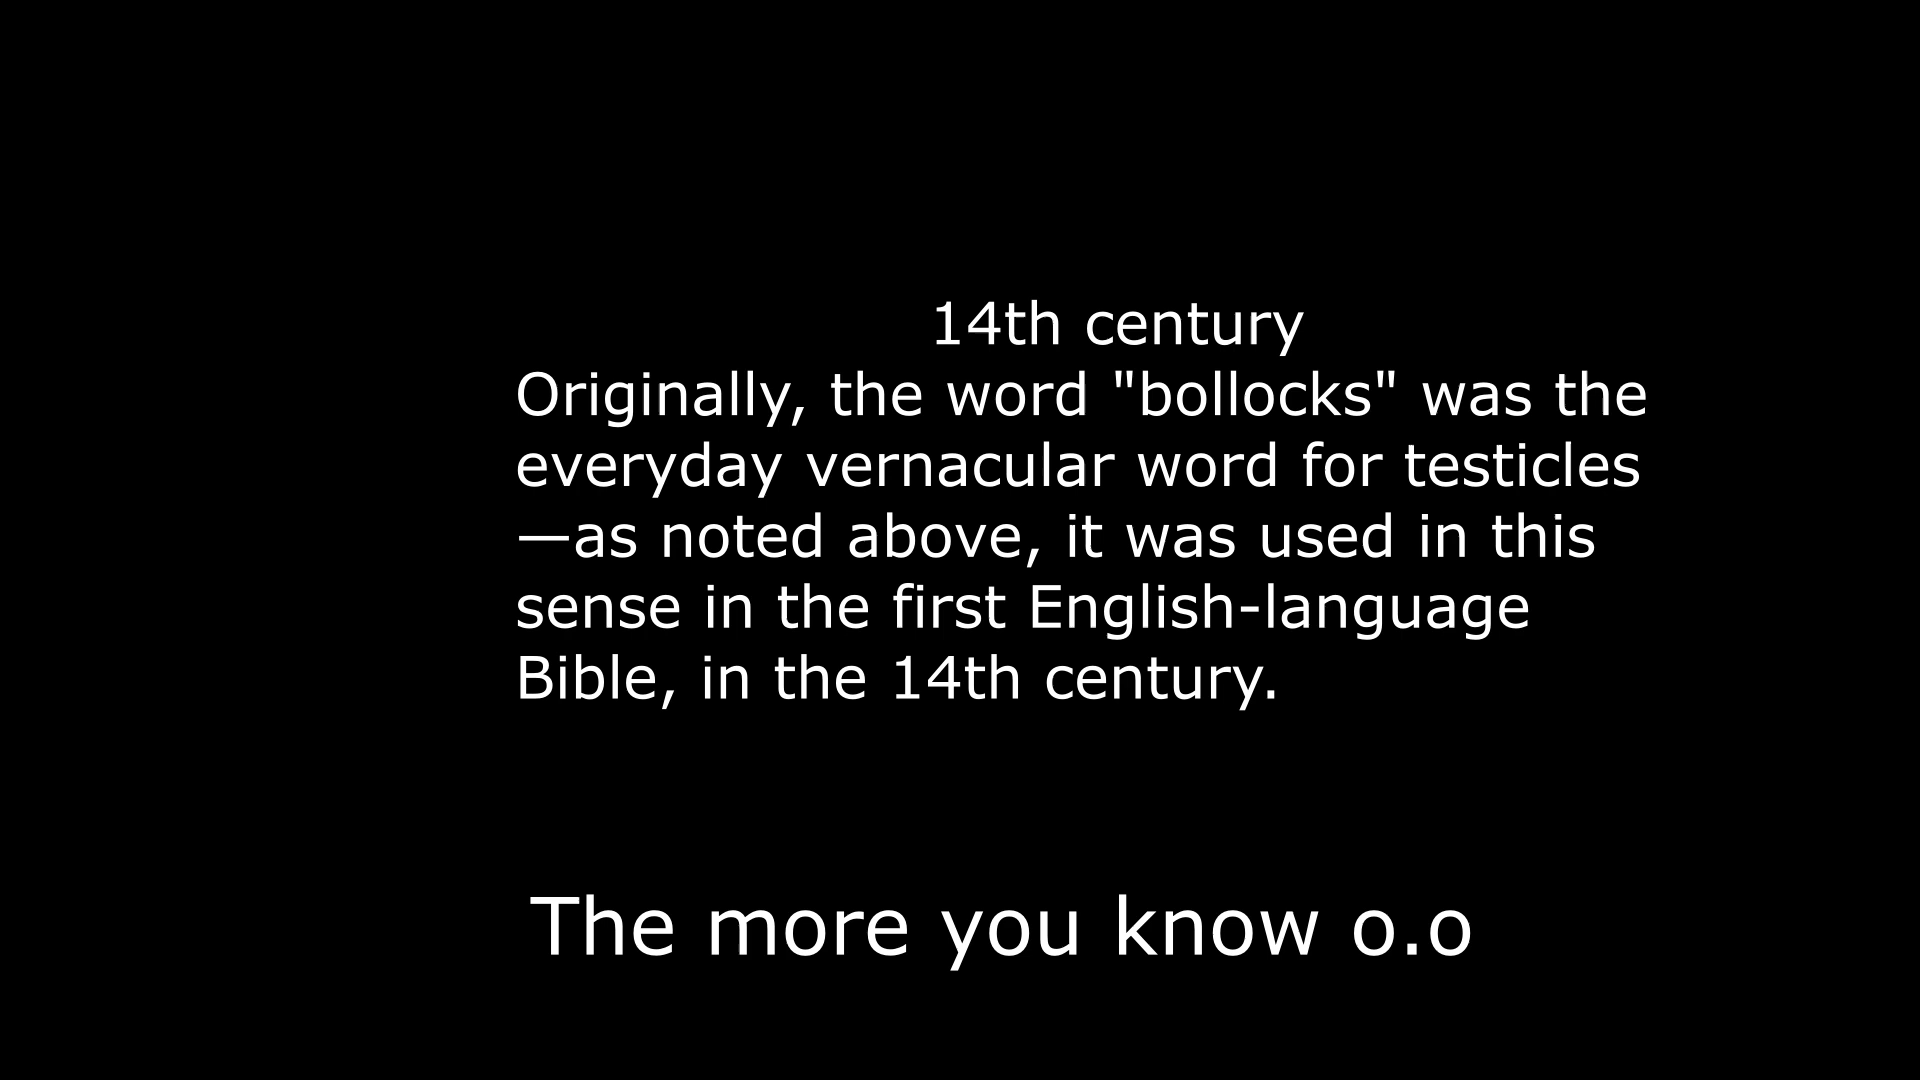 14th century
Originally, the word "bollocks" was the
everyday vernacular word for testicles
—as noted above, it was used in this
sense in the first English-language
Bible, in the 14th century.
The more you know o.o